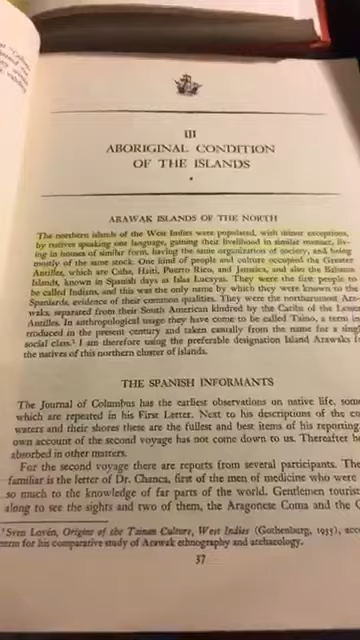 III
ABORIGINAL CONDITION
OF THE ISLANDS
ARAWAK ISLANDS OF THE NORTH
The northern islands of the West Indies were populated, with minor exceptions,
by natives speaking one language, gaining their livelihood in similar manner, liv-
ing in houses of similar form, having the same organization of society, and being
mostly of the same stock. One kind of people and culture occupied the Greater
Antilles, which are Cuba, Haiti, Puerto Rico, and Jamaica, and also the Bahama
Islands, known in Spanish days as Islas Lucayas. They were the first people to
be called Indians, and this was the only name by which they were known to the
Spaniards, evidence of their common qualities. They were the northernmost Ara-
waks, separated from their South American kindred by the Caribs of the Lesser
Antilles. In anthropological usage they have come to be called Taino, a term in-
troduced in the present century and taken casually from the name for a single
social class.¹ I am therefore using the preferable designation Island Arawaks
the natives of this northern cluster of islands.
THE SPANISH INFORMANTS
The Journal of Columbus has the earliest observations on native life, some
which are repeated in his First Letter. Next to his descriptions of the
waters and their shores these are the fullest and best items of his reporting.
own account of the second voyage has not come down to us. Thereafter he
absorbed in other matters.
For the second voyage there are reports from several participants. The
familiar is the letter of Dr. Chanca, first of the men of medicine who were
so much to the knowledge of far parts of the world. Gentlemen tourist
along to see the sights and two of them, the Aragonese Coma and the
¹ Sven Lovén, Origins of the Tainan Culture, West Indies (Gothenburg, 1935),
term for his comparative study of Arawak ethnography and archaeology.
37